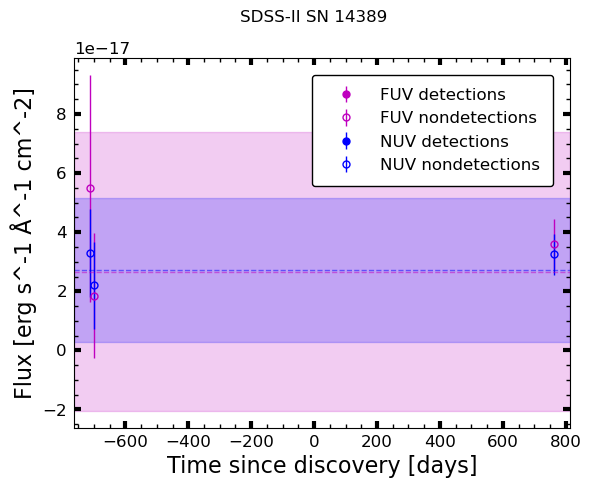 SDSS-II SN 14389
1e−17
FUV detections
FUV nondetections
NUV detections
NUV nondetections
8
6
4
2
0
−2
Flux [erg s^-1 Å^-1 cm^-2]
−600 −400 −200 0 200 400 600 800
Time since discovery [days]